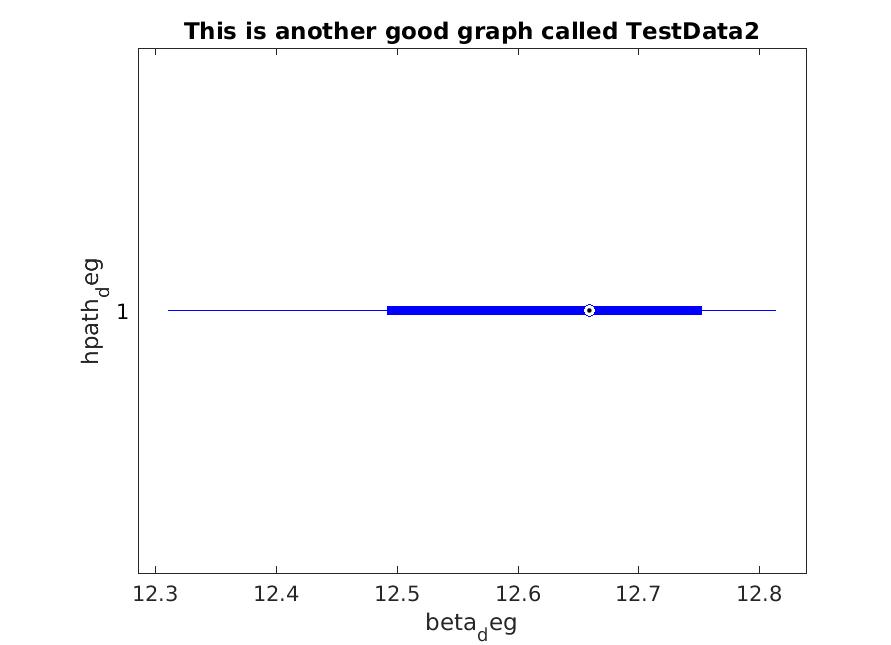 This is another good graph called TestData2
hpath_deg
1
12.3 12.4 12.5 12.6 12.7 12.8
beta_deg